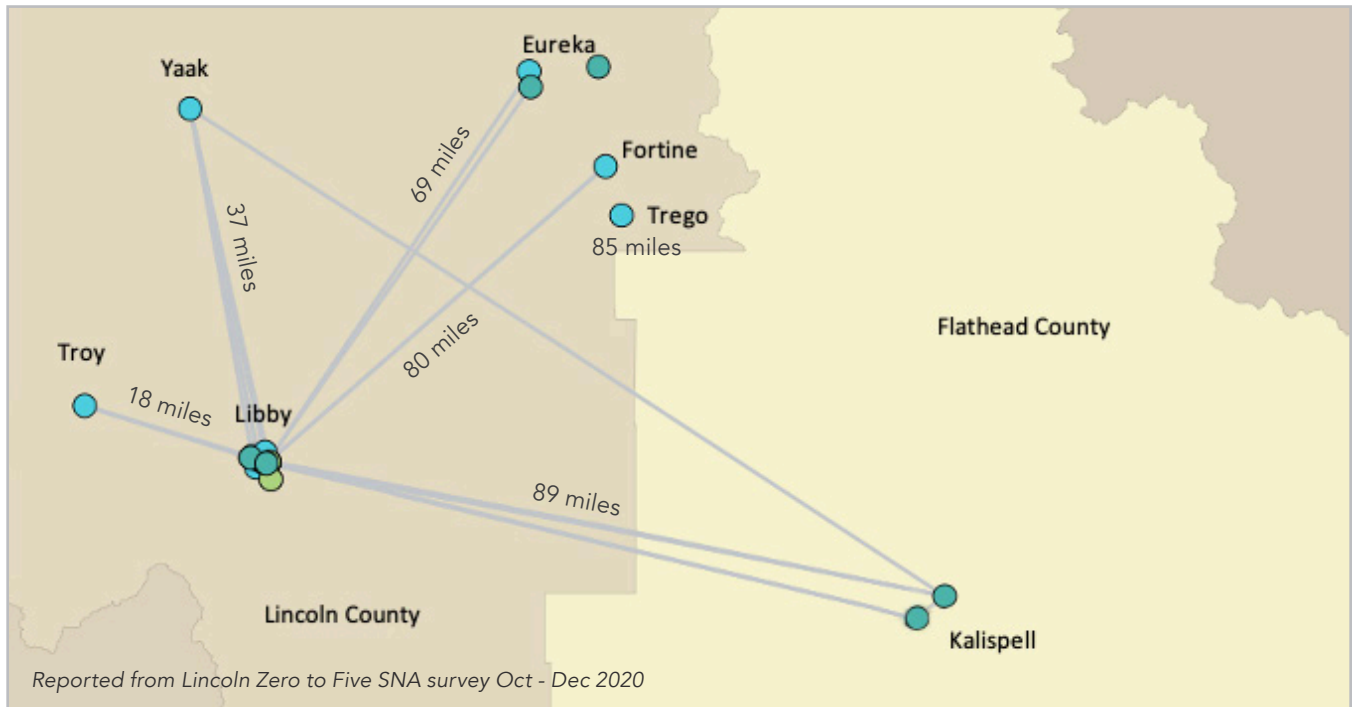 Eureka
Yaak
Fortine
69 miles
37 miles
Trego
85 miles
Flathead County
80 miles
Troy
18 miles
Libby
89 miles
Lincoln County
Kalispell
Reported from Lincoln Zero to Five SNA survey Oct - Dec 2020